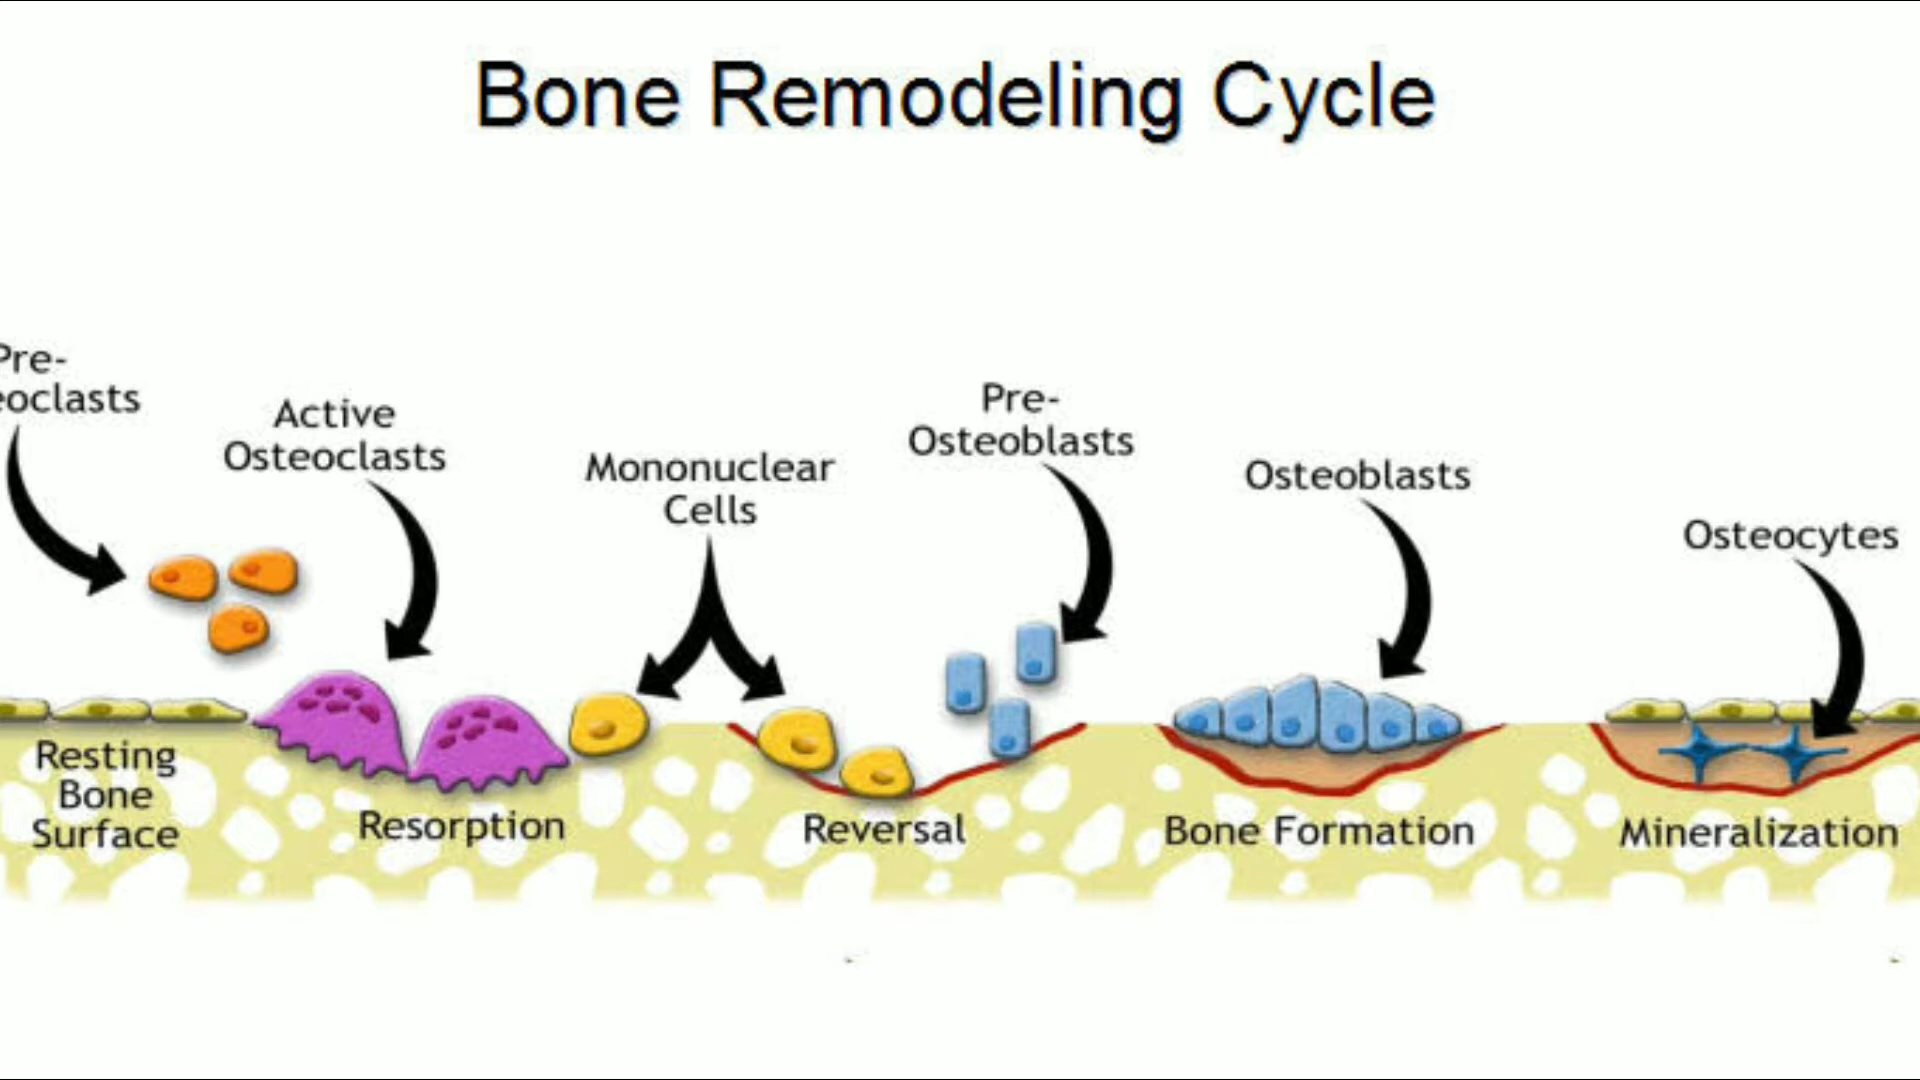 Bone Remodeling Cycle
Pre-
eoclasts
Active
Osteoclasts
Mononuclear
Cells
Pre-
Osteoblasts
Osteoblasts
Osteocytes
Resting
Bone
Surface
Resorption
Reversal
Bone Formation
Mineralization